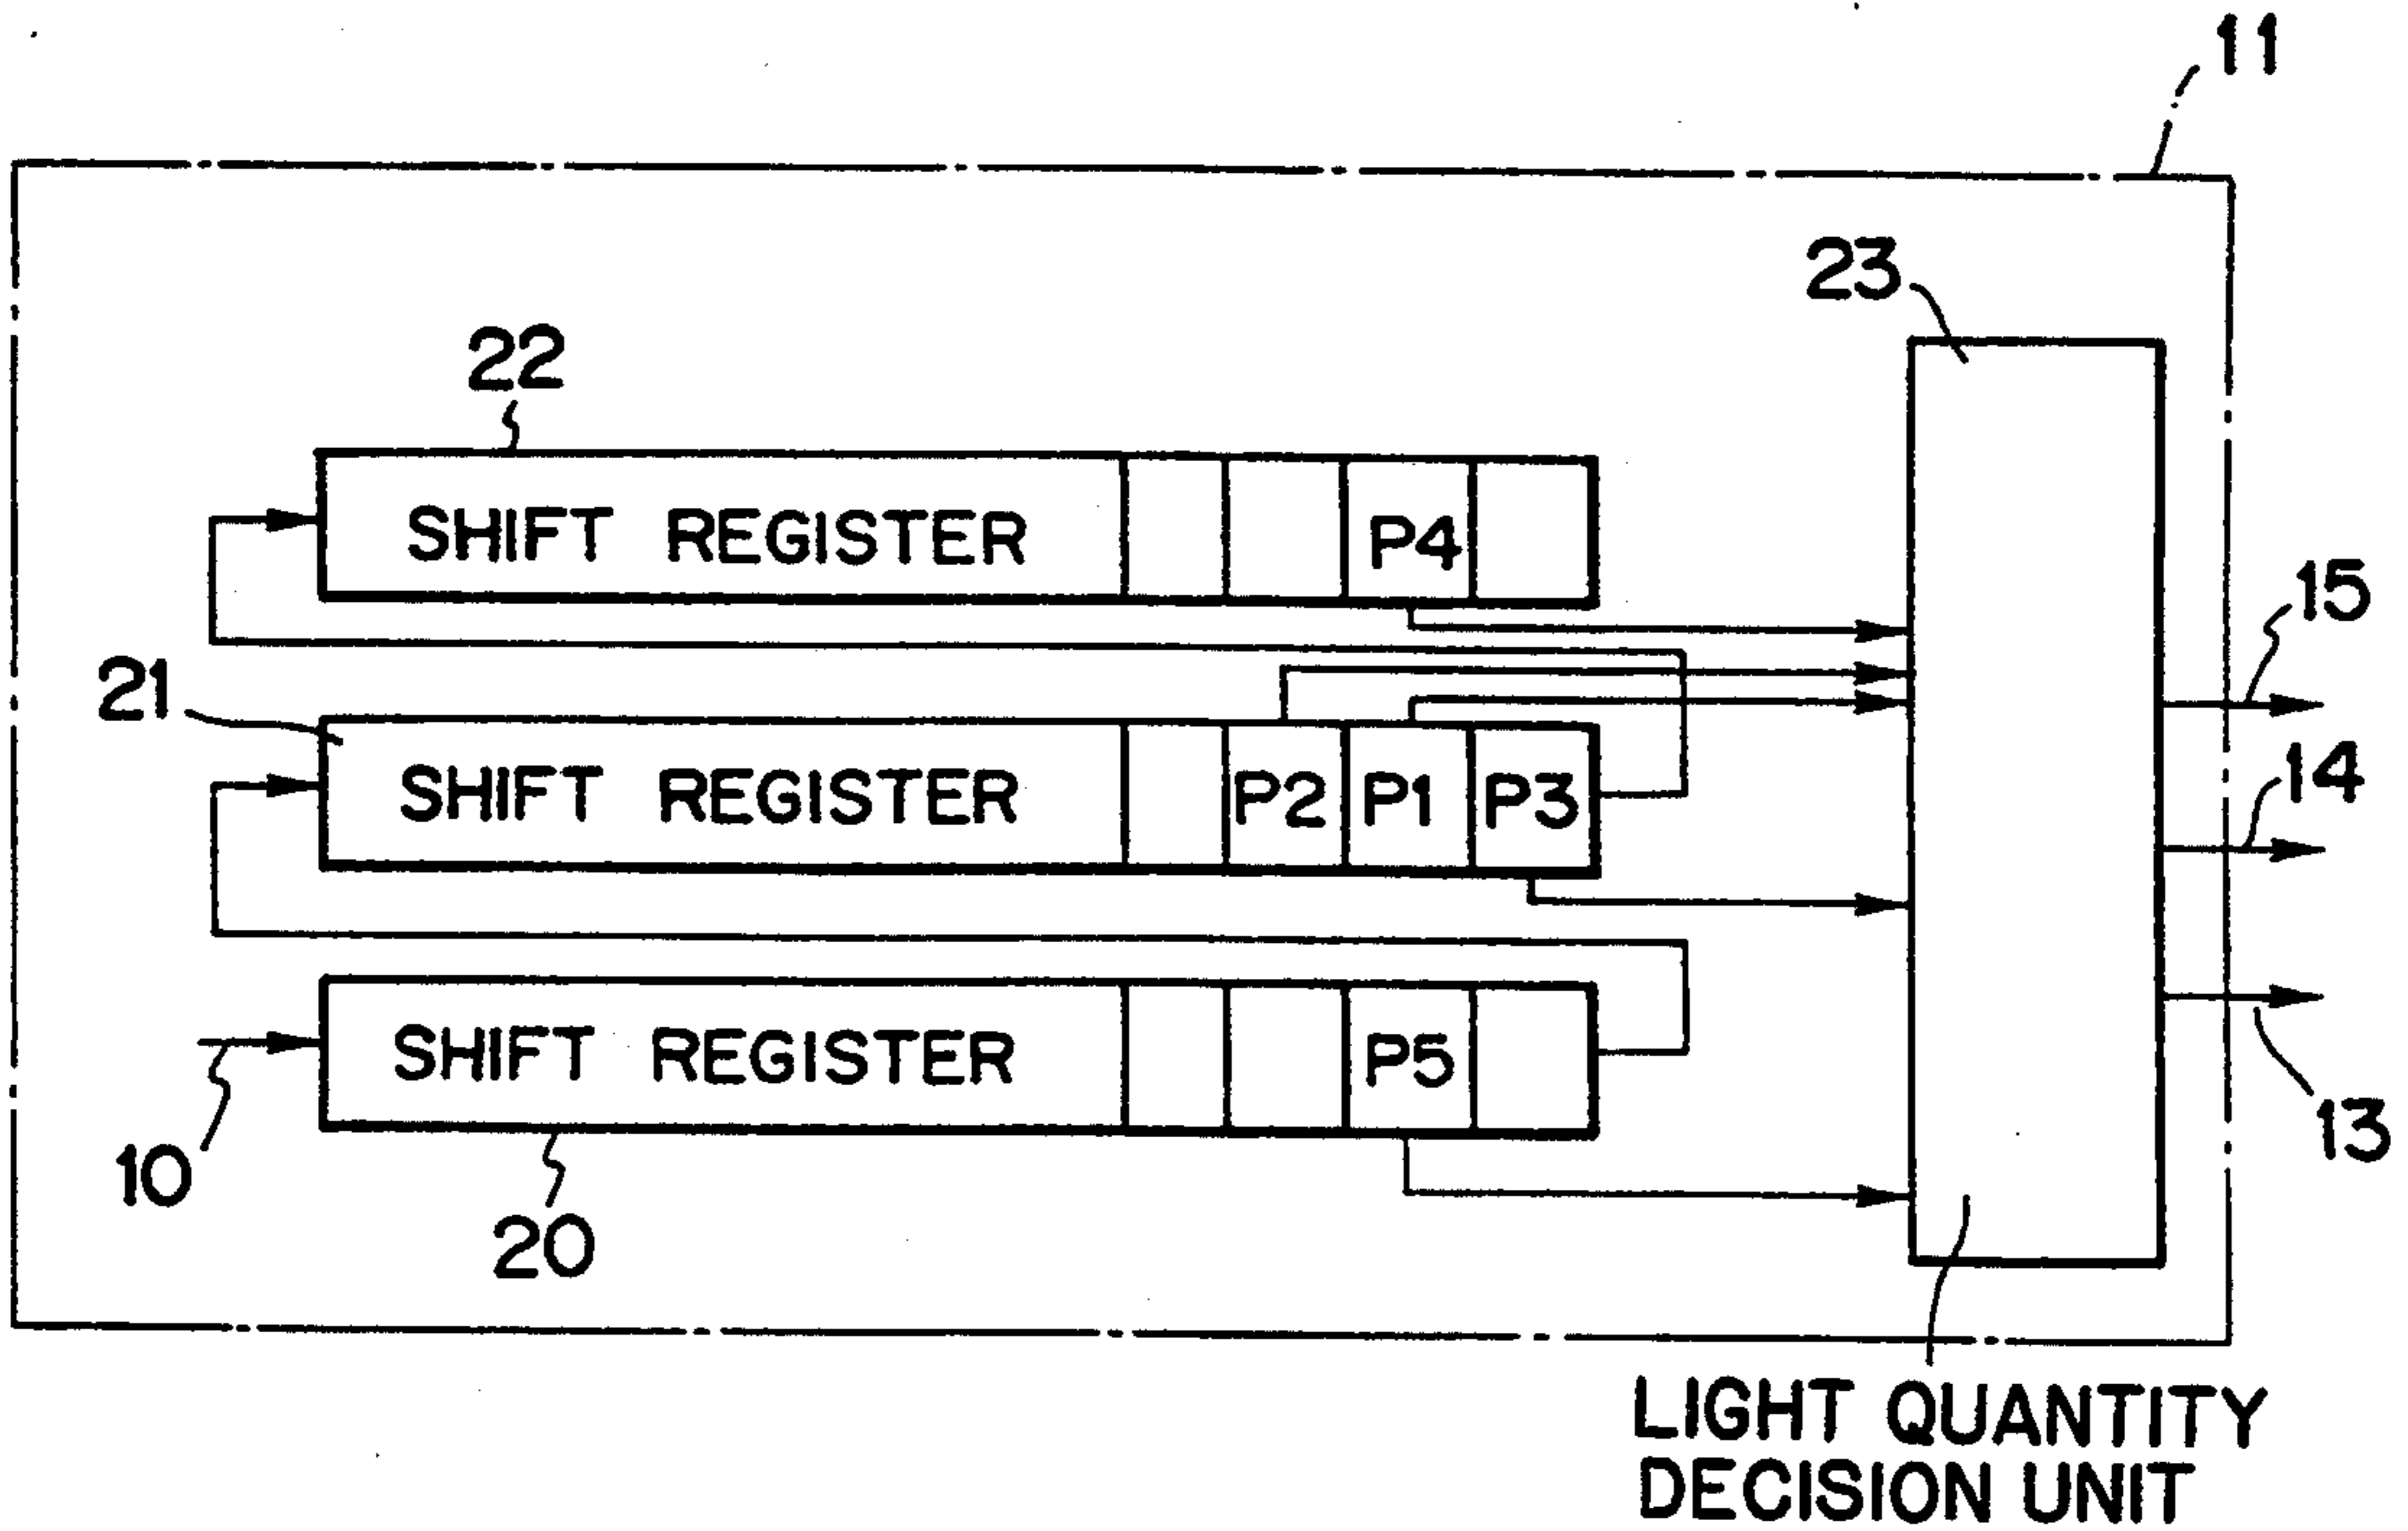 11
23
22
SHIFT REGISTER P4
15
21
SHIFT REGISTER P2 P1 P3
14
SHIFT REGISTER P5
13
10
20
LIGHT QUANTITY
DECISION UNIT